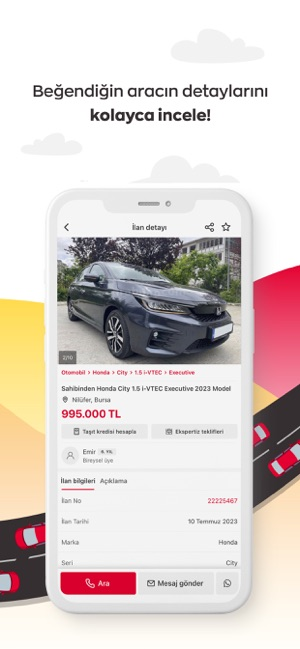 Beğendiğin aracın detaylarını
kolayca incele!
İlan detayı
2/10
Otomobil > Honda > City > 1.5 i-VTEC > Executive
Sahibinden Honda City 1.5 i-VTEC Executive 2023 Model
Nilüfer, Bursa
995.000 TL
Taşıt kredisi hesapla
Ekspertiz teklifleri
Emir 9. YIL
Bireysel üye
İlan bilgileri Açıklama
İlan No 22225467
İlan Tarihi 10 Temmuz 2023
Marka Honda
Seri City
Ara
Mesaj gönder